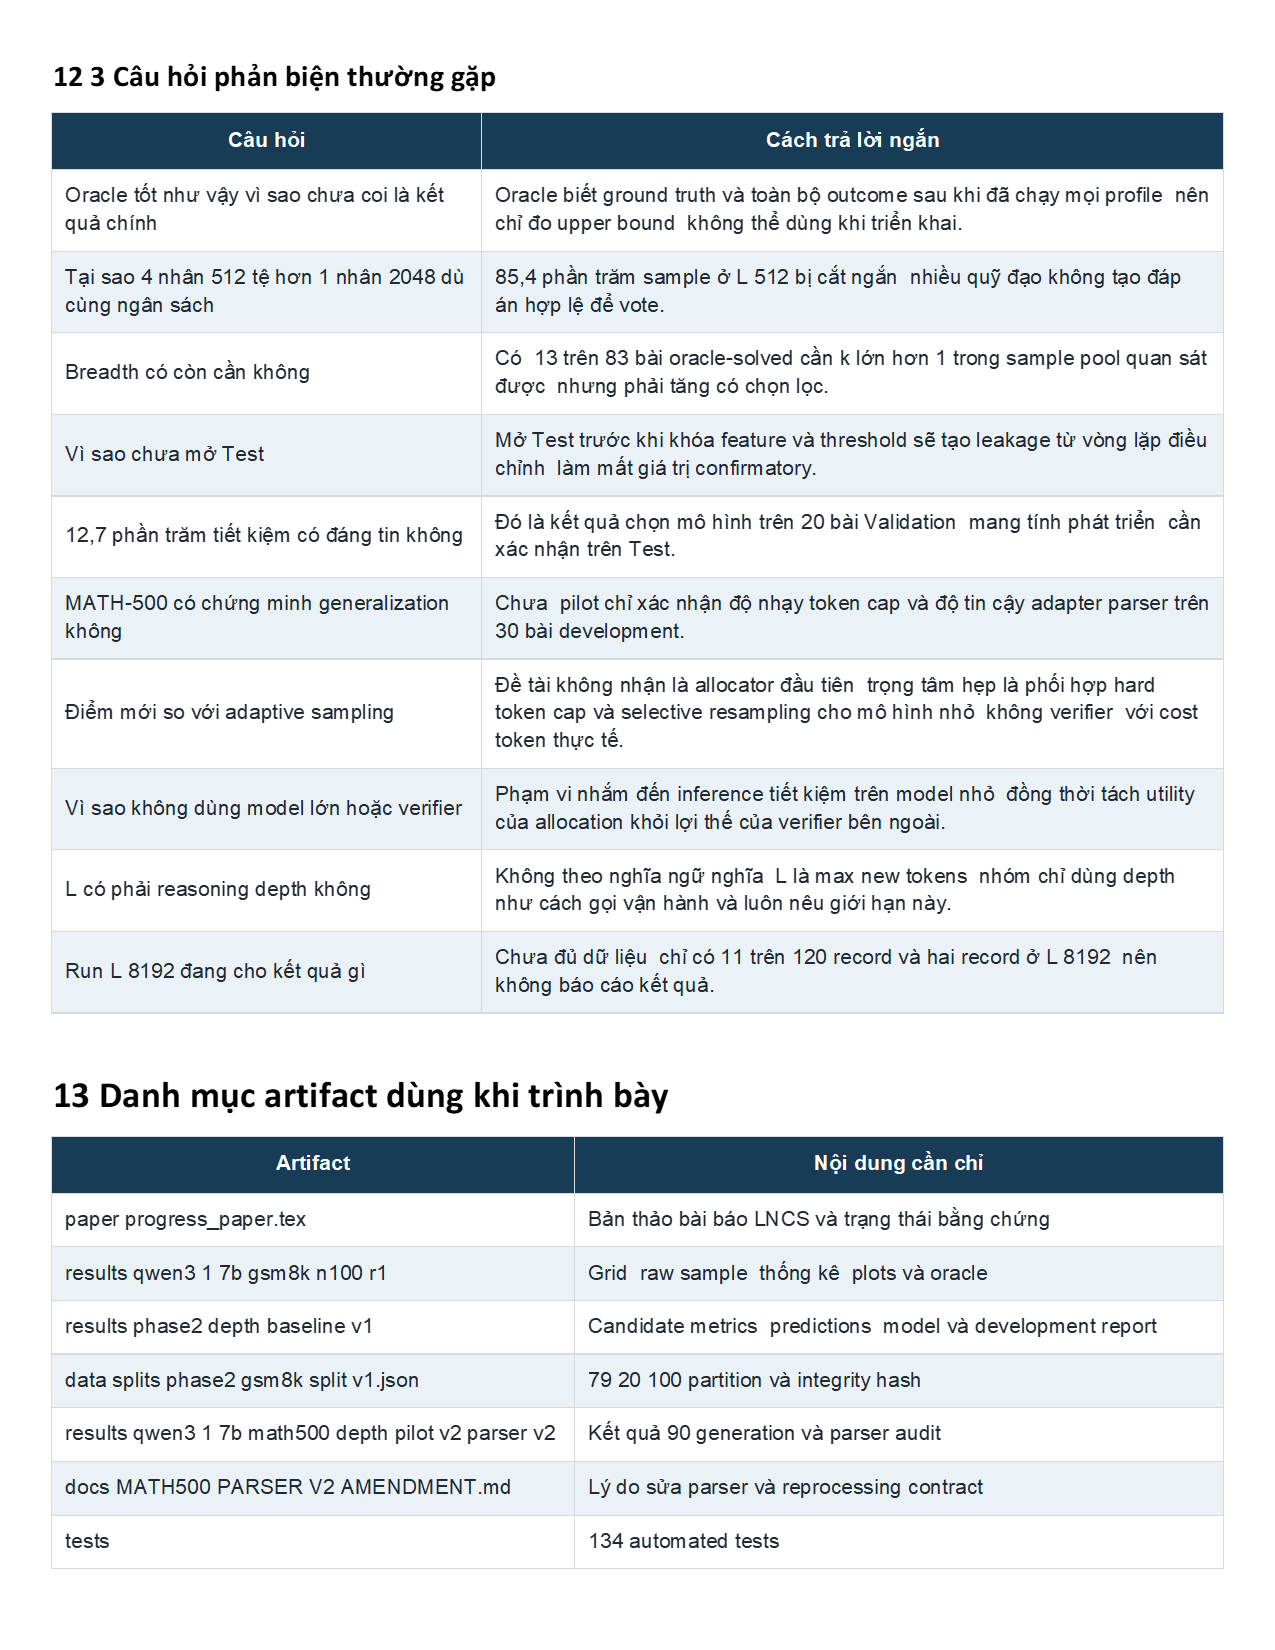 12 3 Câu hỏi phản biện thường gặp
Câu hỏi
Cách trả lời ngắn
Oracle tốt như vậy vì sao chưa coi là kết
quả chính
Oracle biết ground truth và toàn bộ outcome sau khi đã chạy mọi profile  nên
chỉ đo upper bound  không thể dùng khi triển khai.
Tại sao 4 nhân 512 tệ hơn 1 nhân 2048 dù
cùng ngân sách
85,4 phần trăm sample ở L 512 bị cắt ngắn  nhiều quỹ đạo không tạo đáp
án hợp lệ để vote.
Breadth có còn cần không
Có  13 trên 83 bài oracle-solved cần k lớn hơn 1 trong sample pool quan sát
được  nhưng phải tăng có chọn lọc.
Vì sao chưa mở Test
Mở Test trước khi khóa feature và threshold sẽ tạo leakage từ vòng lặp điều
chỉnh  làm mất giá trị confirmatory.
12,7 phần trăm tiết kiệm có đáng tin không
Đó là kết quả chọn mô hình trên 20 bài Validation  mang tính phát triển  cần
xác nhận trên Test.
MATH-500 có chứng minh generalization
không
Chưa  pilot chỉ xác nhận độ nhạy token cap và độ tin cậy adapter parser trên
30 bài development.
Điểm mới so với adaptive sampling
Đề tài không nhận là allocator đầu tiên  trọng tâm hẹp là phối hợp hard
token cap và selective resampling cho mô hình nhỏ  không verifier  với cost
token thực tế.
Vì sao không dùng model lớn hoặc verifier
Phạm vi nhắm đến inference tiết kiệm trên model nhỏ  đồng thời tách utility
của allocation khỏi lợi thế của verifier bên ngoài.
L có phải reasoning depth không
Không theo nghĩa ngữ nghĩa  L là max new tokens  nhóm chỉ dùng depth
như cách gọi vận hành và luôn nêu giới hạn này.
Run L 8192 đang cho kết quả gì
Chưa đủ dữ liệu  chỉ có 11 trên 120 record và hai record ở L 8192  nên
không báo cáo kết quả.
13 Danh mục artifact dùng khi trình bày
Artifact
Nội dung cần chỉ
paper progress_paper.tex
Bản thảo bài báo LNCS và trạng thái bằng chứng
results qwen3 1 7b gsm8k n100 r1
Grid  raw sample  thống kê  plots và oracle
results phase2 depth baseline v1
Candidate metrics  predictions  model và development report
data splits phase2 gsm8k split v1.json
79 20 100 partition và integrity hash
results qwen3 1 7b math500 depth pilot v2 parser v2
Kết quả 90 generation và parser audit
docs MATH500 PARSER V2 AMENDMENT.md
Lý do sửa parser và reprocessing contract
tests
134 automated tests